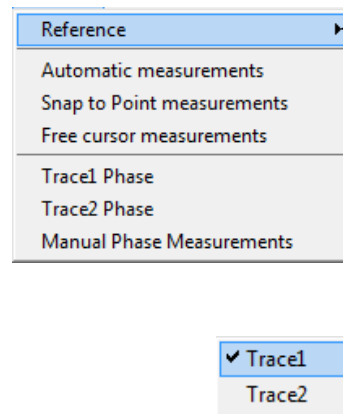 Reference
Automatic measurements
Snap to Point measurements
Free cursor measurements
Trace1 Phase
Trace2 Phase
Manual Phase Measurements
Trace1
Trace2